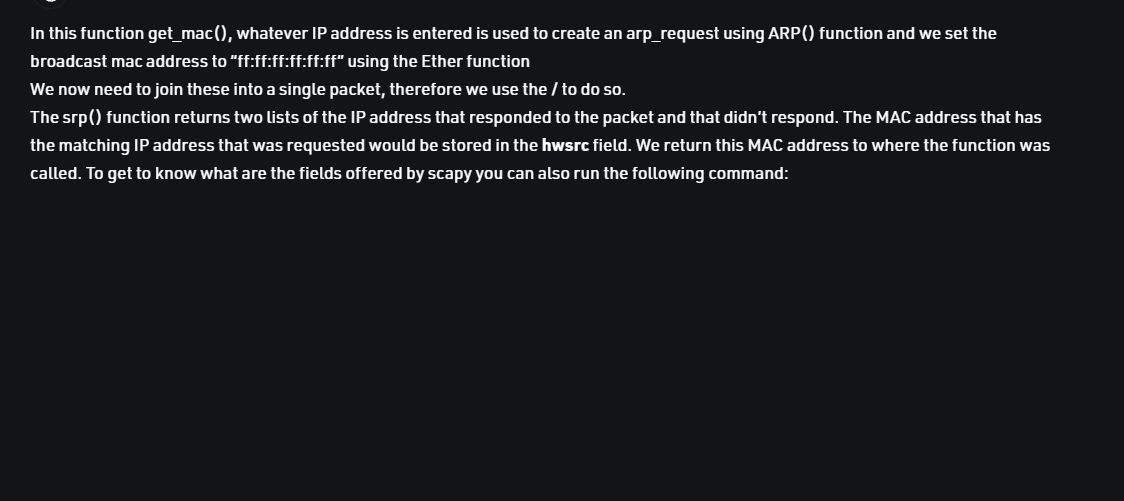 In this function get_mac(), whatever IP address is entered is used to create an arp_request using ARP() function and we set the
broadcast mac address to “ff:ff:ff:ff:ff:ff” using the Ether function
We now need to join these into a single packet, therefore we use the / to do so.
The srp() function returns two lists of the IP address that responded to the packet and that didn’t respond. The MAC address that has
the matching IP address that was requested would be stored in the hwsrc field. We return this MAC address to where the function was
called. To get to know what are the fields offered by scapy you can also run the following command: